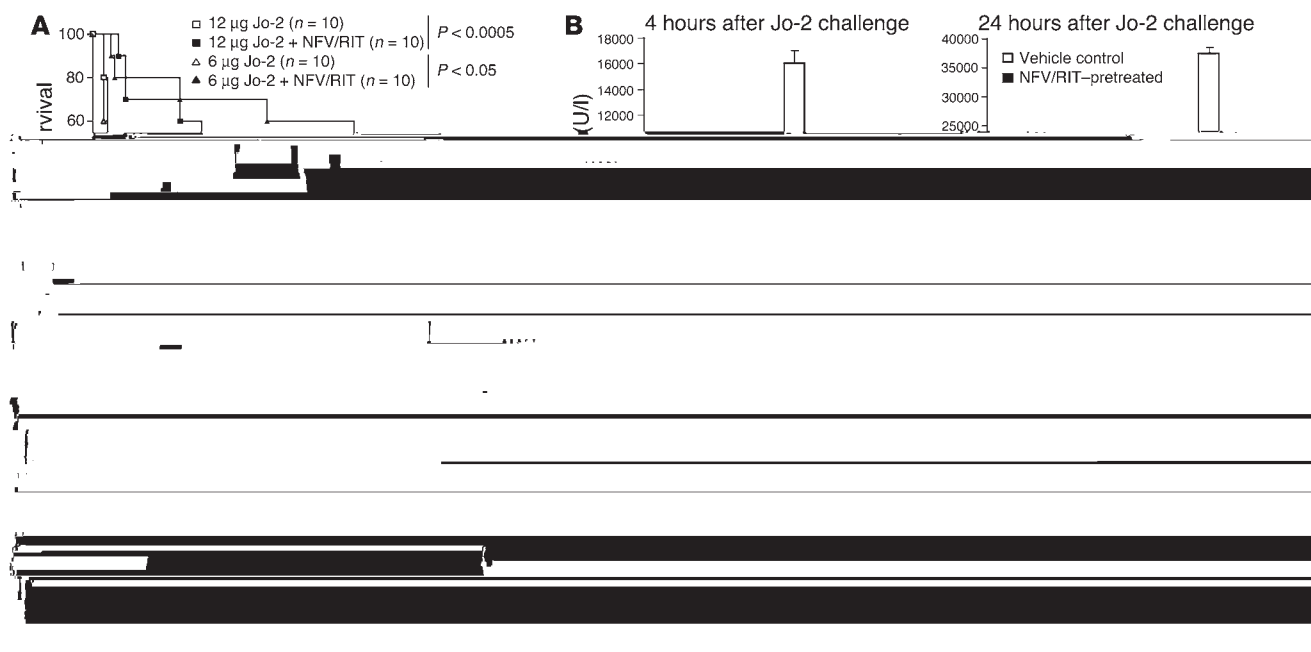 A
100
80
60
rvival
12 µg Jo-2 (n = 10)
12 µg Jo-2 + NFV/RIT (n = 10)
P < 0.0005
6 µg Jo-2 (n = 10)
6 µg Jo-2 + NFV/RIT (n = 10)
P < 0.05
B
4 hours after Jo-2 challenge
18000
16000
14000
12000
(U/l)
24 hours after Jo-2 challenge
40000
35000
30000
25000
Vehicle control
NFV/RIT–pretreated